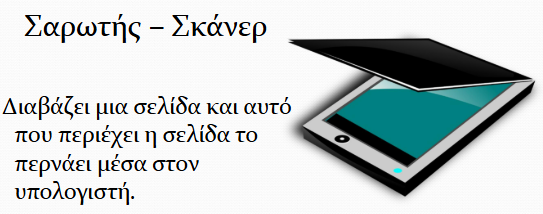 Σαρωτής – Σκάνερ
Διαβάζει μια σελίδα και αυτό
που περιέχει η σελίδα το
περνάει μέσα στον
υπολογιστή.